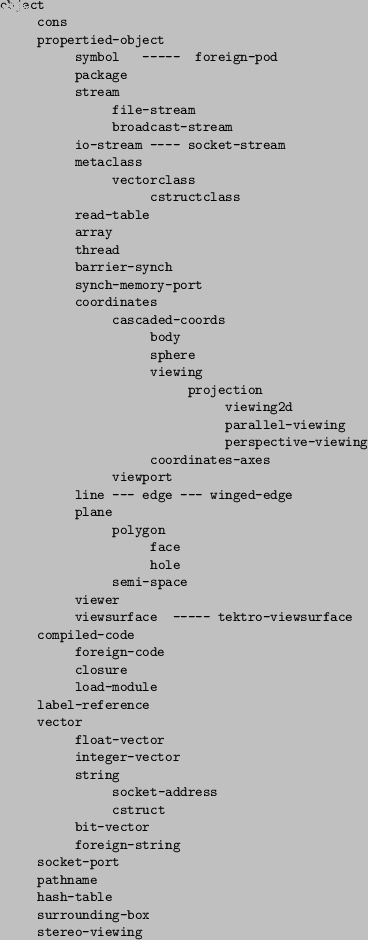 object
cons
propertied-object
symbol ----- foreign-pod
package
stream
file-stream
broadcast-stream
io-stream ---- socket-stream
metaclass
vectorclass
cstructclass
read-table
array
thread
barrier-synch
synch-memory-port
coordinates
cascaded-coords
body
sphere
viewing
projection
viewing2d
parallel-viewing
perspective-viewing
coordinates-axes
viewport
line --- edge --- winged-edge
plane
polygon
face
hole
semi-space
viewer
viewsurface ----- tektro-viewsurface
compiled-code
foreign-code
closure
load-module
label-reference
vector
float-vector
integer-vector
string
socket-address
cstruct
bit-vector
foreign-string
socket-port
pathname
hash-table
surrounding-box
stereo-viewing